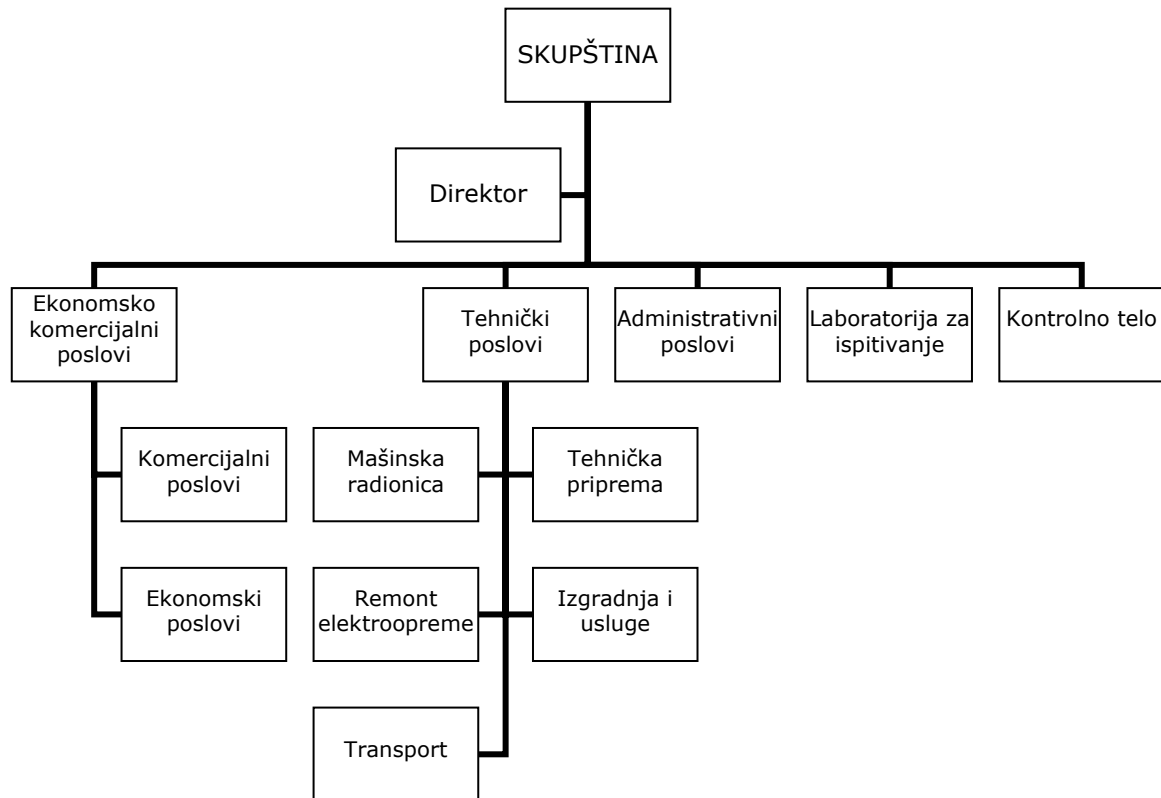 SKUPŠTINA
Direktor
Ekonomsko
komercijalni
poslovi
Tehnički
poslovi
Administrativni
poslovi
Laboratorija za
ispitivanje
Kontrolno telo
Komercijalni
poslovi
Mašinska
radionica
Tehnička
priprema
Ekonomski
poslovi
Remont
elektroopreme
Izgradnja i
usluge
Transport